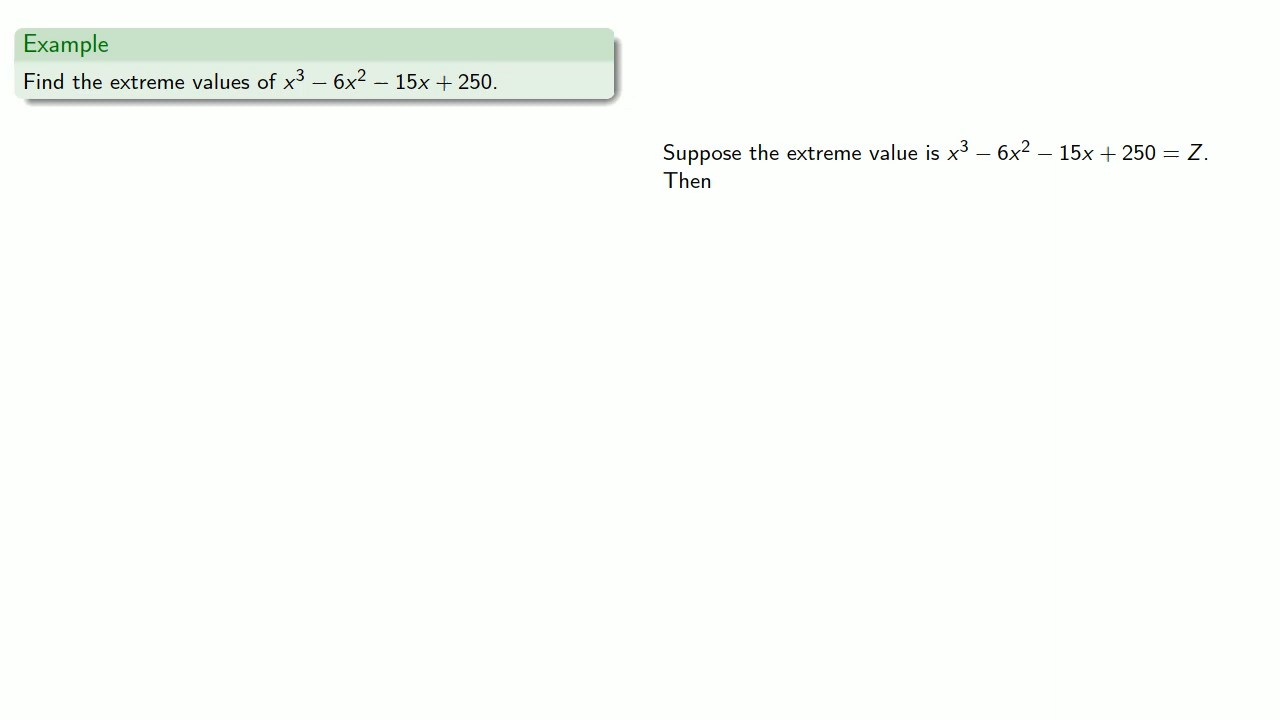 Example
Find the extreme values of x³ − 6x² − 15x + 250.
Suppose the extreme value is x³ − 6x² − 15x + 250 = Z.
Then